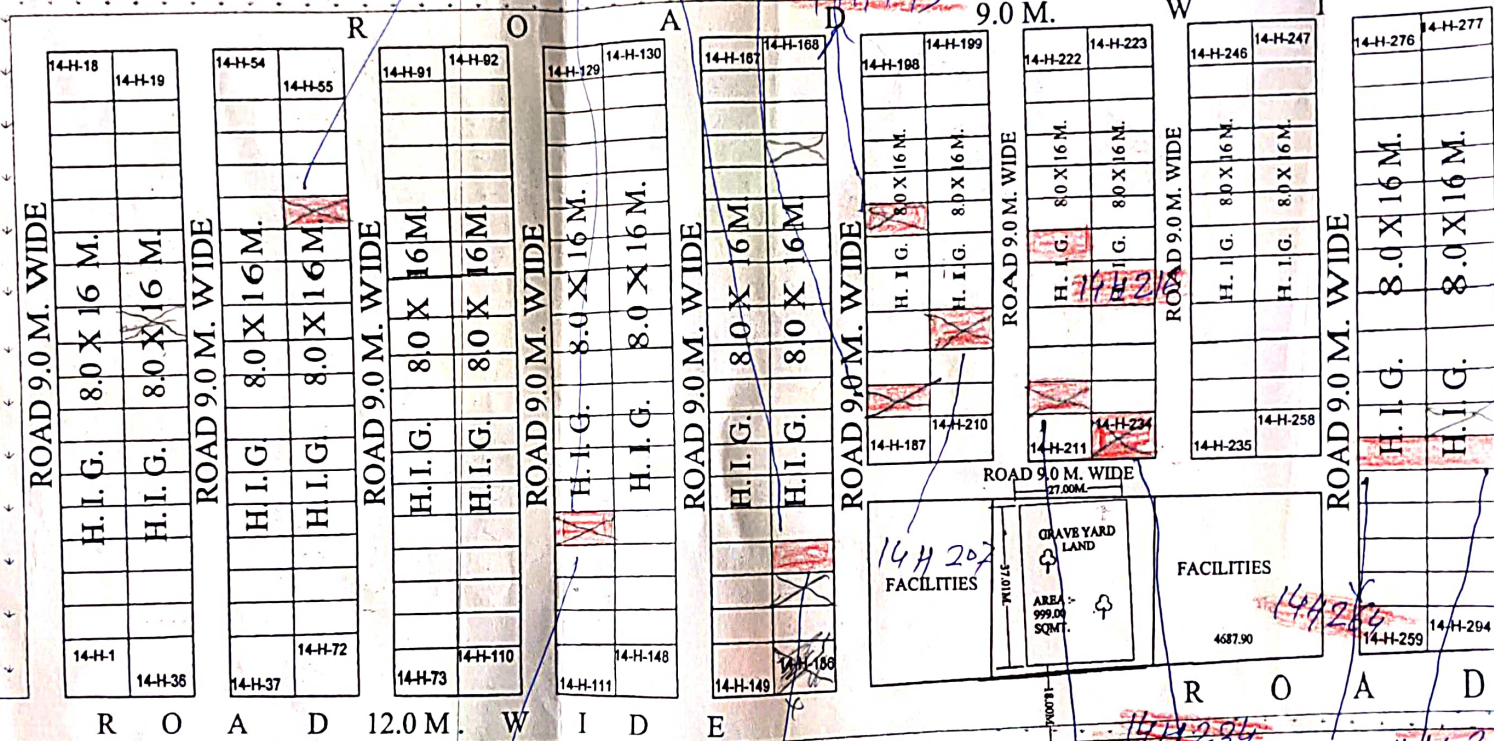 R O A D 9.0 M. W I
14-H-18
14-H-19
14-H-54
14-H-55
14-H-91
14-H-92
14-H-129
14-H-130
14-H-167
14-H-168
14-H-198
14-H-199
14-H-222
14-H-223
14-H-246
14-H-247
14-H-276
14-H-277
ROAD 9.0 M. WIDE
H.I.G. 8.0 X 16 M.
H.I.G. 8.0 X 16 M.
ROAD 9.0 M. WIDE
H.I.G. 8.0 X 16 M.
H.I.G. 8.0 X 16 M.
ROAD 9.0 M. WIDE
H.I.G. 8.0 X 16 M.
H.I.G. 8.0 X 16 M.
ROAD 9.0 M. WIDE
H.I.G. 8.0 X 16 M.
H.I.G. 8.0 X 16 M.
ROAD 9.0 M. WIDE
H.I.G. 8.0 X 16 M.
H.I.G. 8.0 X 16 M.
ROAD 9.0 M. WIDE
H. I G. 8.0 X 16 M.
H. I.G. 8.0 X 16 M.
ROAD 9.0 M. WIDE
H. I.G. 8.0 X 16 M.
H. I.G. 8.0 X 16 M.
14H216
ROAD 9.0 M. WIDE
H. I.G. 8.0 X 16 M.
H. I.G. 8.0 X 16 M.
ROAD 9.0 M. WIDE
H.I.G. 8.0 X 16 M.
H.I.G. 8.0 X 16 M.
14-H-187
14-H-210
14-H-211
14-H-234
14-H-235
14-H-258
ROAD 9.0 M. WIDE
27.00M.
14H 207
FACILITIES
37.01M.
GRAVE YARD
LAND
AREA :-
999.00
SQMT.
FACILITIES
4687.90
14H264
18.00M
14-H-1
14-H-36
14-H-37
14-H-72
14-H-73
14-H-110
14-H-111
14-H-148
14-H-149
14-H-186
14-H-259
14-H-294
R O A D
R O A D 12.0 M. W I D E
14H234